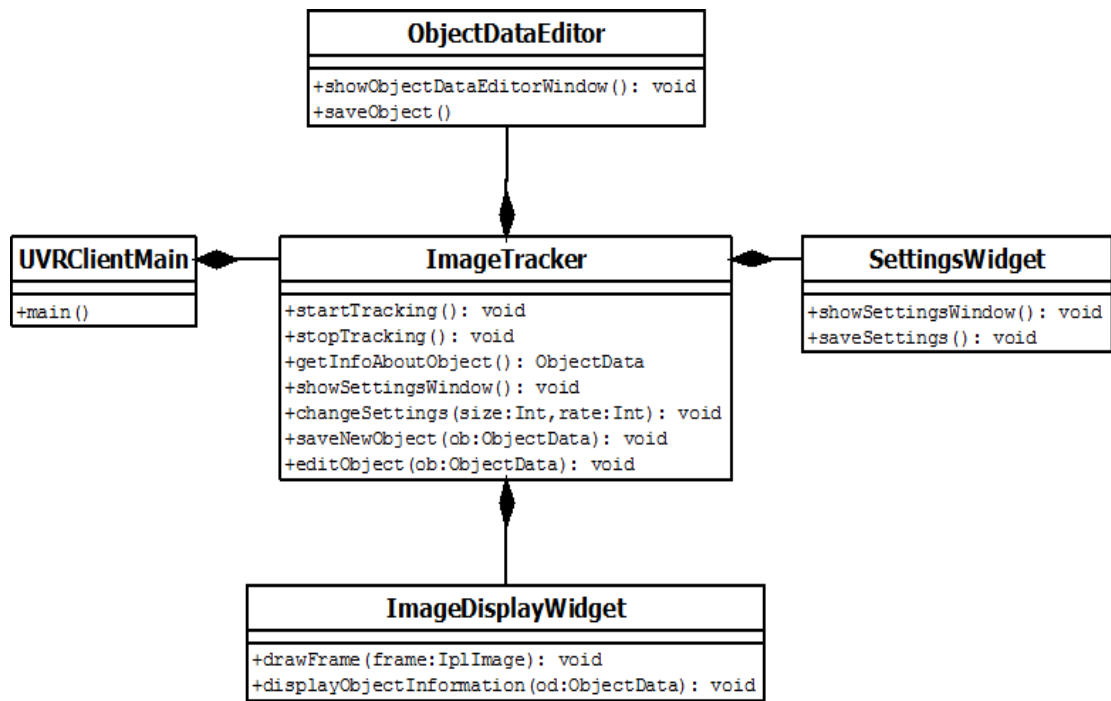 ObjectDataEditor
+showObjectDataEditorWindow(): void
+saveObject()
UVRClientMain
+main()
ImageTracker
+startTracking(): void
+stopTracking(): void
+getInfoAboutObject(): ObjectData
+showSettingsWindow(): void
+changeSettings(size:Int,rate:Int): void
+saveNewObject(ob:ObjectData): void
+editObject(ob:ObjectData): void
SettingsWidget
+showSettingsWindow(): void
+saveSettings(): void
ImageDisplayWidget
+drawFrame(frame:IplImage): void
+displayObjectInformation(od:ObjectData): void